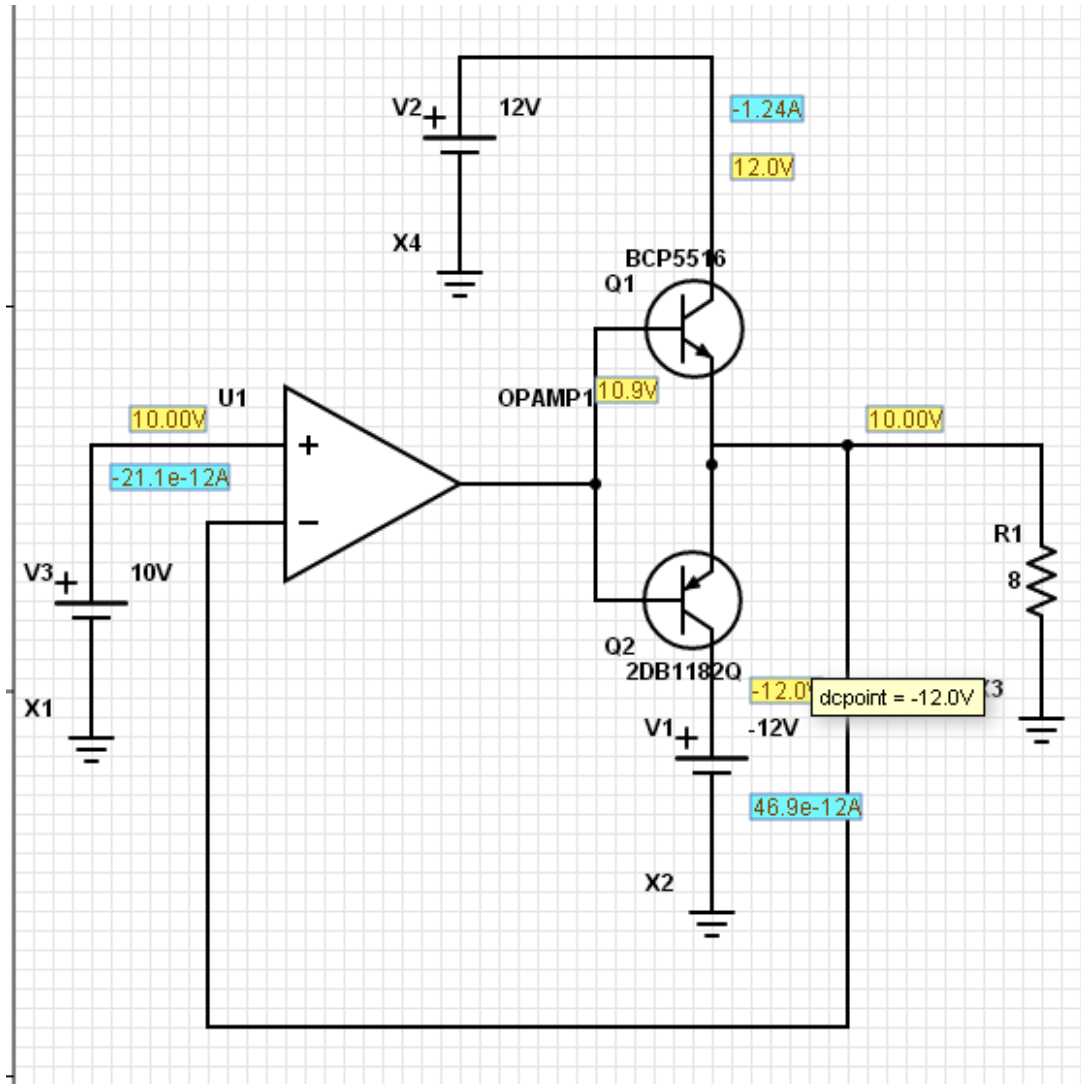 V2
+
12V
-1.24A
12.0V
X4
BCP5516
Q1
U1
OPAMP1
10.9V
10.00V
10.00V
+
-21.1e-12A
−
R1
8
V3
+
10V
Q2
2DB1182Q
-12.0V
dcpoint = -12.0V
X1
V1
+
-12V
46.9e-12A
X2